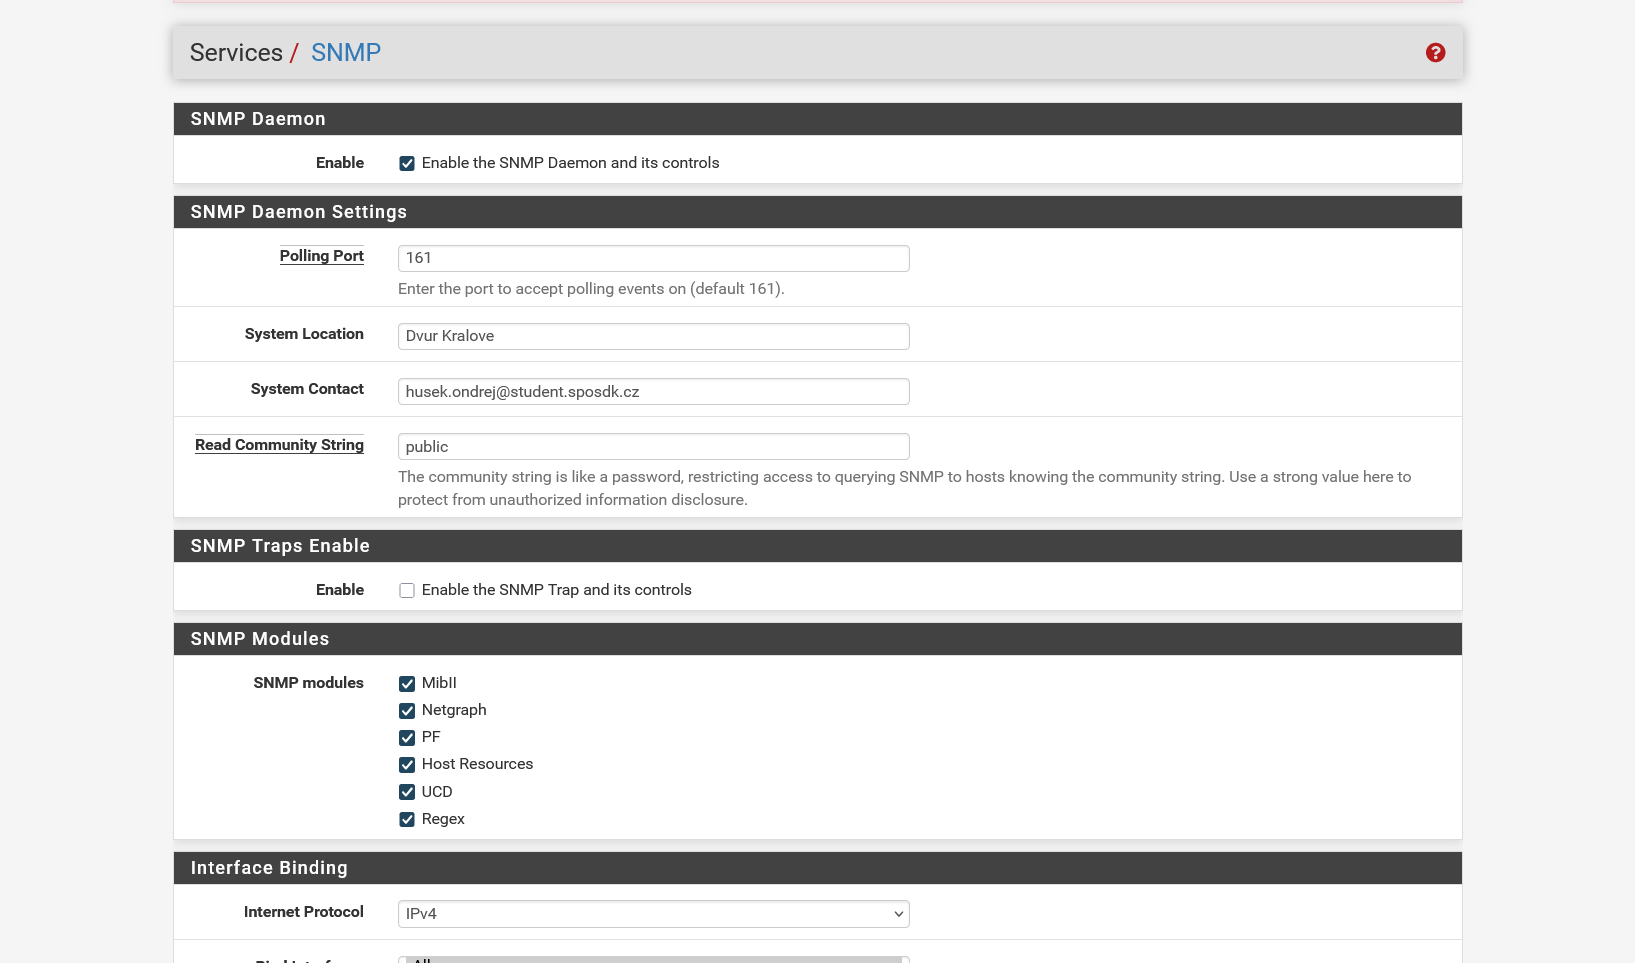 Services / SNMP
SNMP Daemon
Enable Enable the SNMP Daemon and its controls
SNMP Daemon Settings
Polling Port 161
Enter the port to accept polling events on (default 161).
System Location Dvur Kralove
System Contact husek.ondrej@student.sposdk.cz
Read Community String public
The community string is like a password, restricting access to querying SNMP to hosts knowing the community string. Use a strong value here to
protect from unauthorized information disclosure.
SNMP Traps Enable
Enable Enable the SNMP Trap and its controls
SNMP Modules
SNMP modules MibII
Netgraph
PF
Host Resources
UCD
Regex
Interface Binding
Internet Protocol IPv4